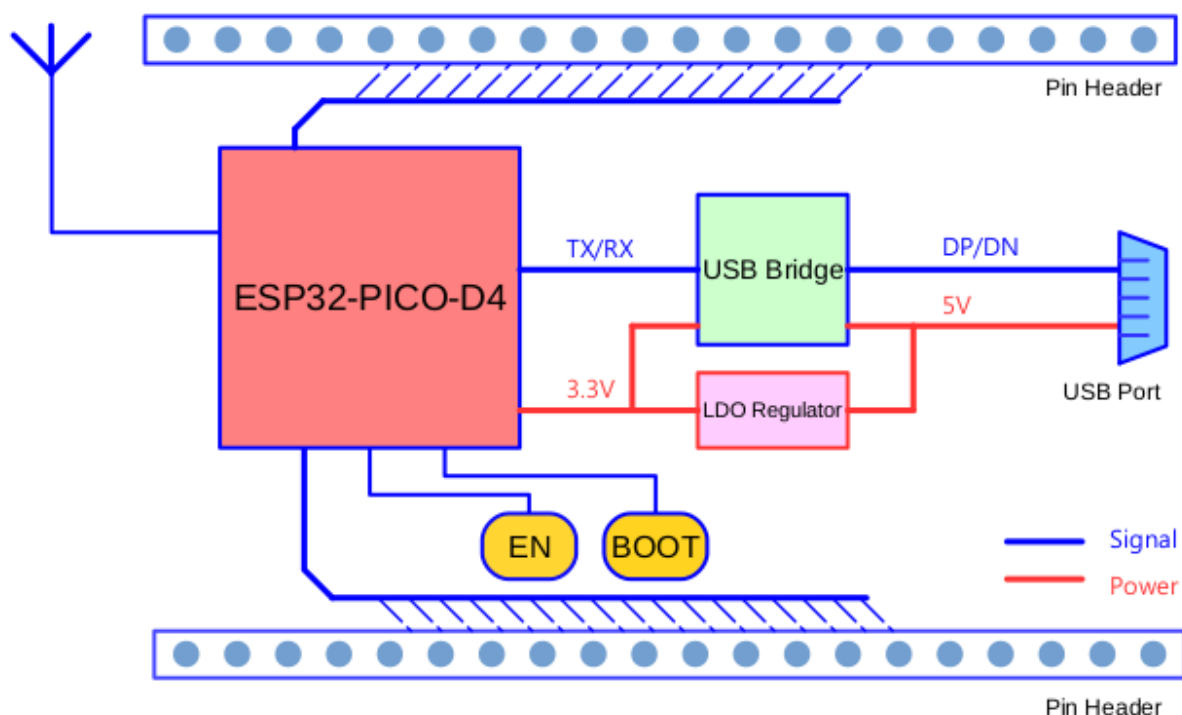 Pin Header
TX/RX
DP/DN
USB Bridge
ESP32-PICO-D4
5V
3.3V
LDO Regulator
USB Port
EN
BOOT
Signal
Power
Pin Header